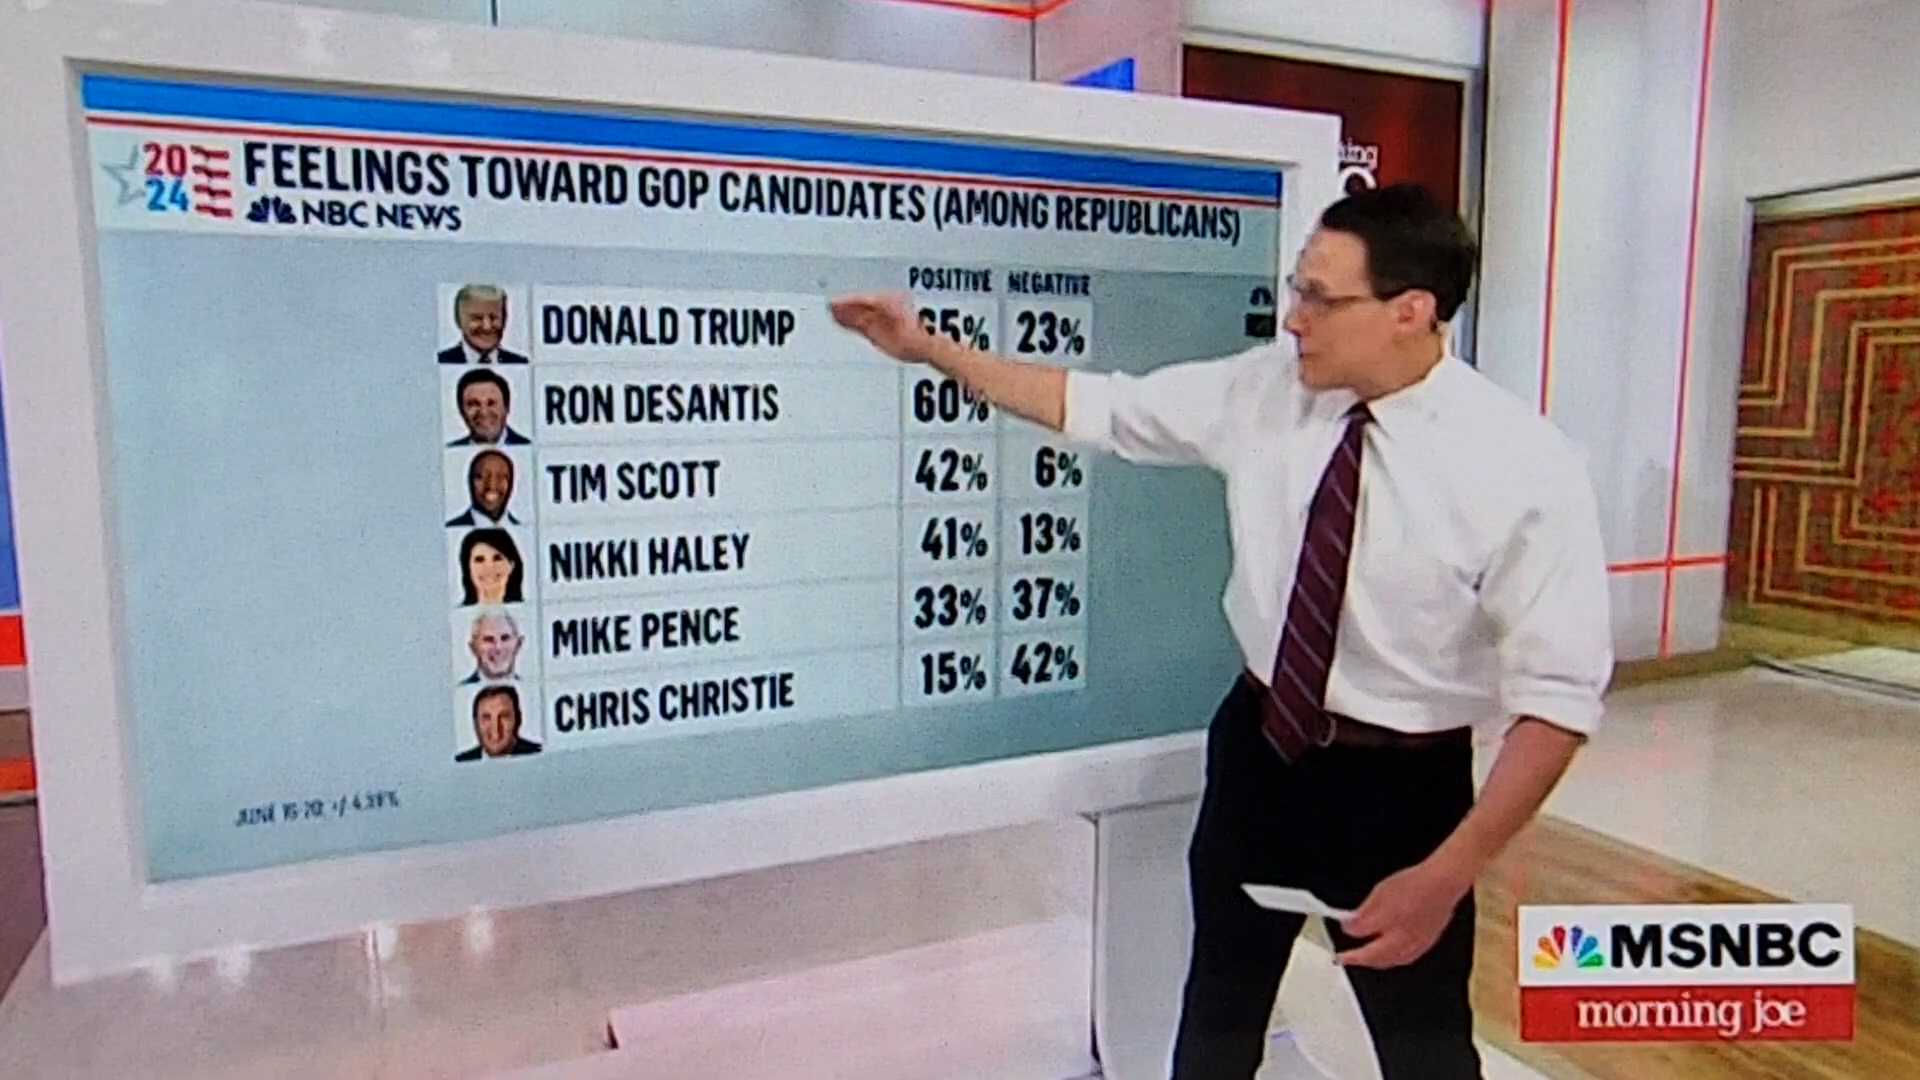 2024
FEELINGS TOWARD GOP CANDIDATES (AMONG REPUBLICANS)
NBC NEWS
POSITIVE NEGATIVE
DONALD TRUMP 23%
RON DESANTIS 60%
TIM SCOTT 42% 6%
NIKKI HALEY 41% 13%
MIKE PENCE 33% 37%
CHRIS CHRISTIE 15% 42%
MSNBC
morning joe